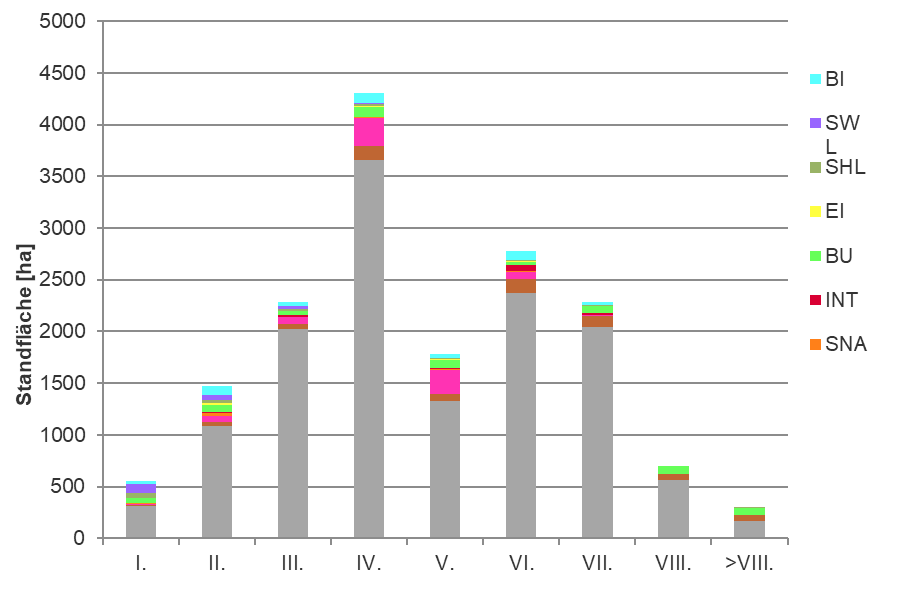 5000
4500
4000
3500
3000
2500
2000
1500
1000
500
0
Standfläche [ha]
I.
II.
III.
IV.
V.
VI.
VII.
VIII.
>VIII.
BI
SW
L
SHL
EI
BU
INT
SNA